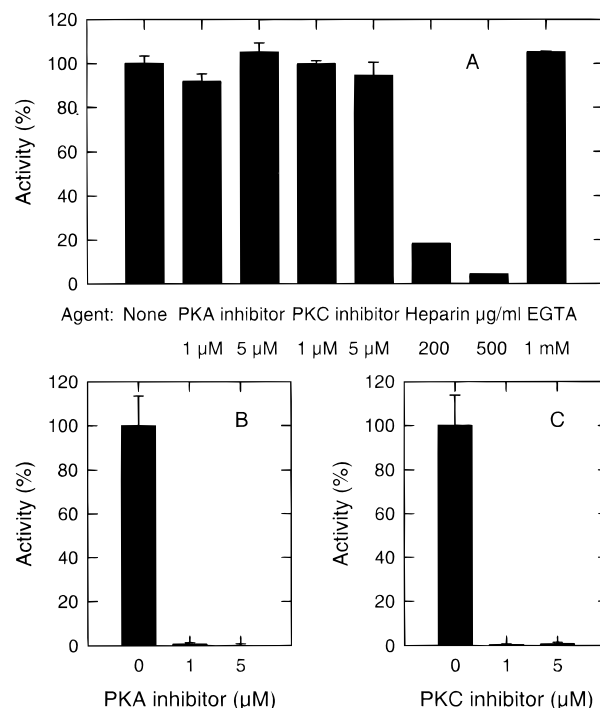 120
100
80
60
40
20
0
Activity (%)
A
Agent: None PKA inhibitor PKC inhibitor Heparin µg/ml EGTA
1 µM 5 µM 1 µM 5 µM 200 500 1 mM
120
100
80
60
40
20
0
Activity (%)
B
0 1 5
PKA inhibitor (µM)
120
100
80
60
40
20
0
Activity (%)
C
0 1 5
PKC inhibitor (µM)